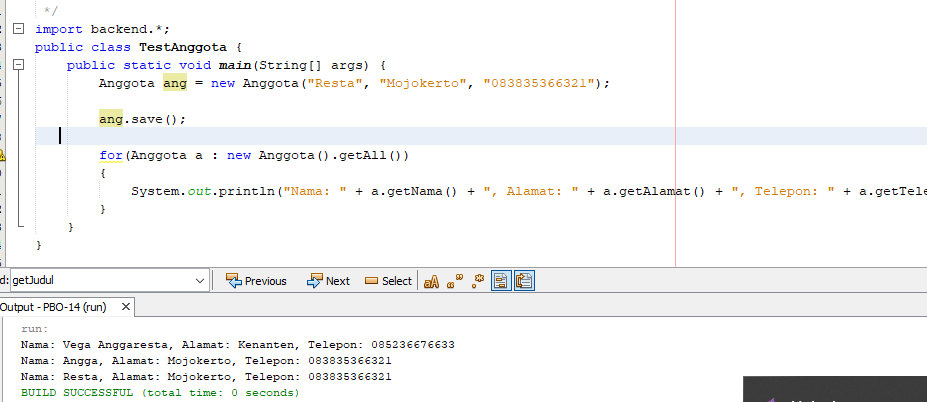 */
import backend.*;
public class TestAnggota {
public static void main(String[] args) {
Anggota ang = new Anggota("Resta", "Mojokerto", "083835366321");
ang.save();
for(Anggota a : new Anggota().getAll())
{
System.out.println("Nama: " + a.getNama() + ", Alamat: " + a.getAlamat() + ", Telepon: " + a.getTele
}
}
}
d: getJudul Previous Next Select
Output - PBO-14 (run)
run:
Nama: Vega Anggaresta, Alamat: Kenanten, Telepon: 085236676633
Nama: Angga, Alamat: Mojokerto, Telepon: 083835366321
Nama: Resta, Alamat: Mojokerto, Telepon: 083835366321
BUILD SUCCESSFUL (total time: 0 seconds)